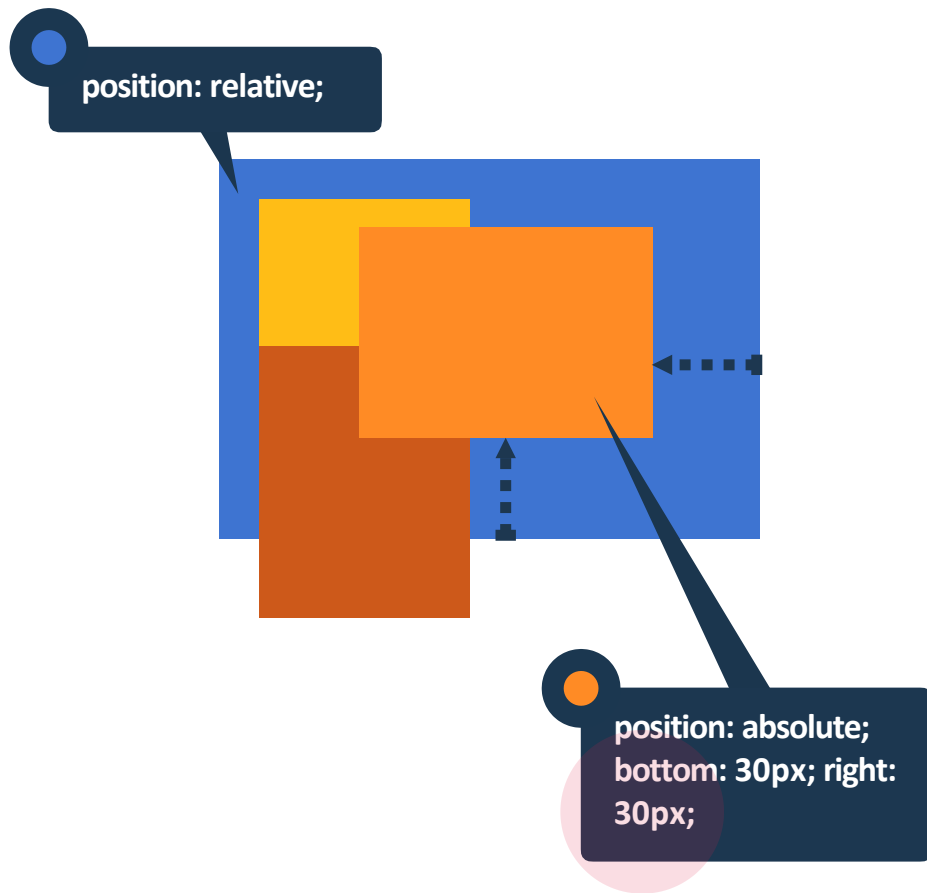 position: relative;
position: absolute;
bottom: 30px; right:
30px;